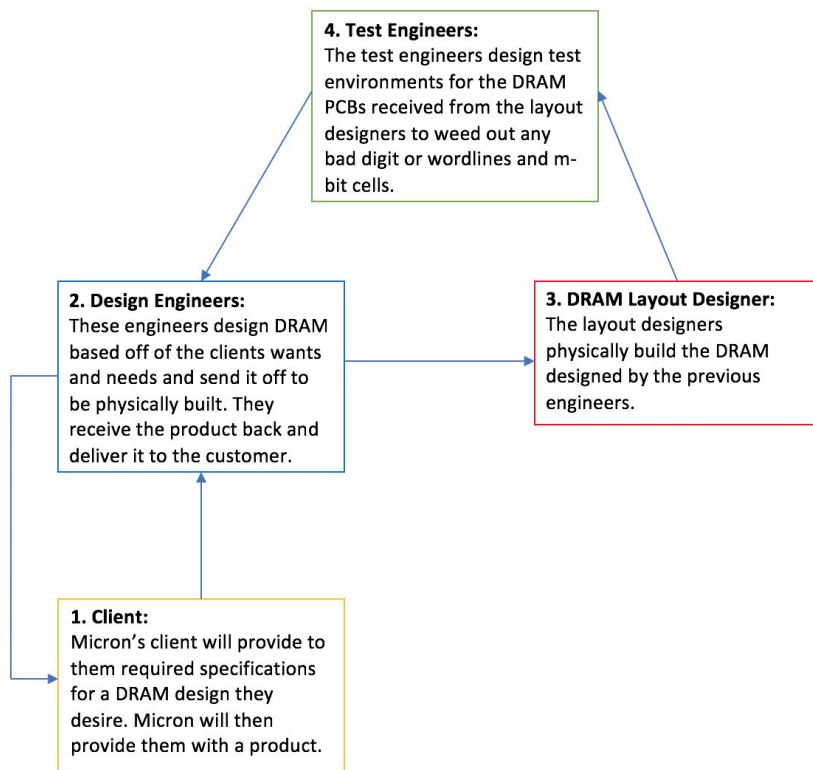 4. Test Engineers:
The test engineers design test
environments for the DRAM
PCBs received from the layout
designers to weed out any
bad digit or wordlines and m-
bit cells.
2. Design Engineers:
These engineers design DRAM
based off of the clients wants
and needs and send it off to
be physically built. They
receive the product back and
deliver it to the customer.
3. DRAM Layout Designer:
The layout designers
physically build the DRAM
designed by the previous
engineers.
1. Client:
Micron’s client will provide to
them required specifications
for a DRAM design they
desire. Micron will then
provide them with a product.